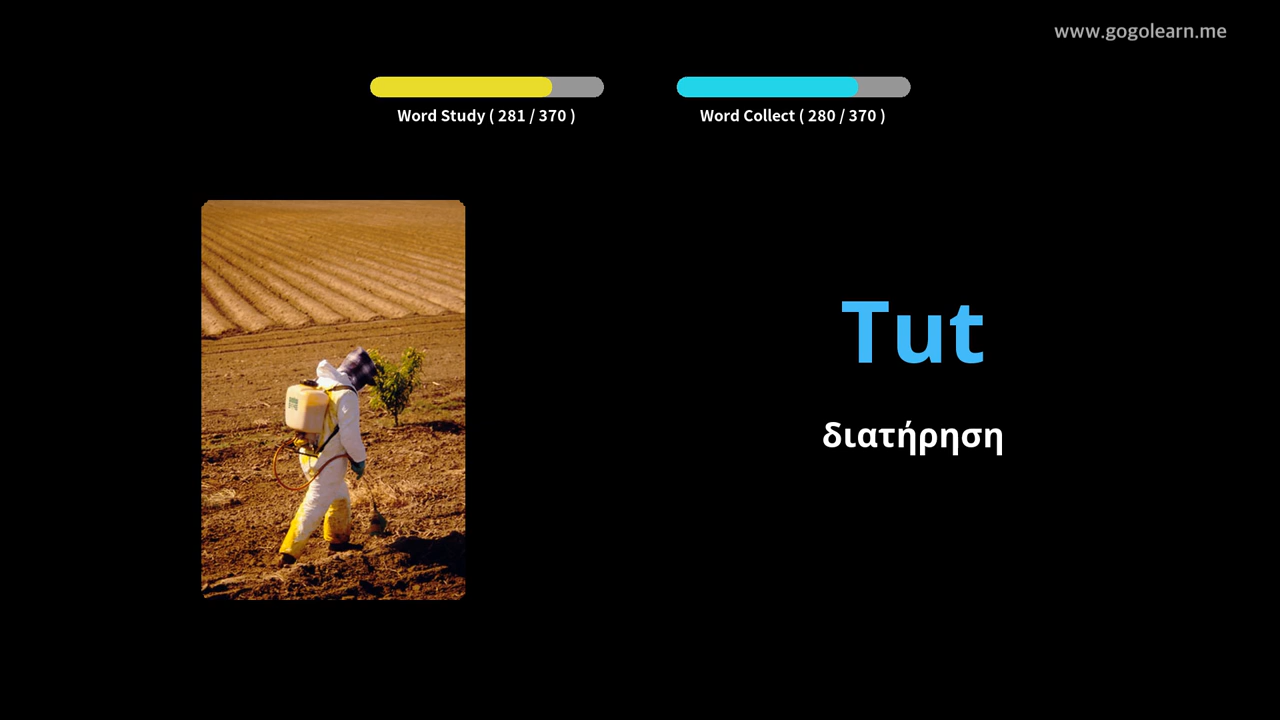 www.gogolearn.me
Word Study ( 281 / 370 )
Word Collect ( 280 / 370 )
Tut
διατήρηση